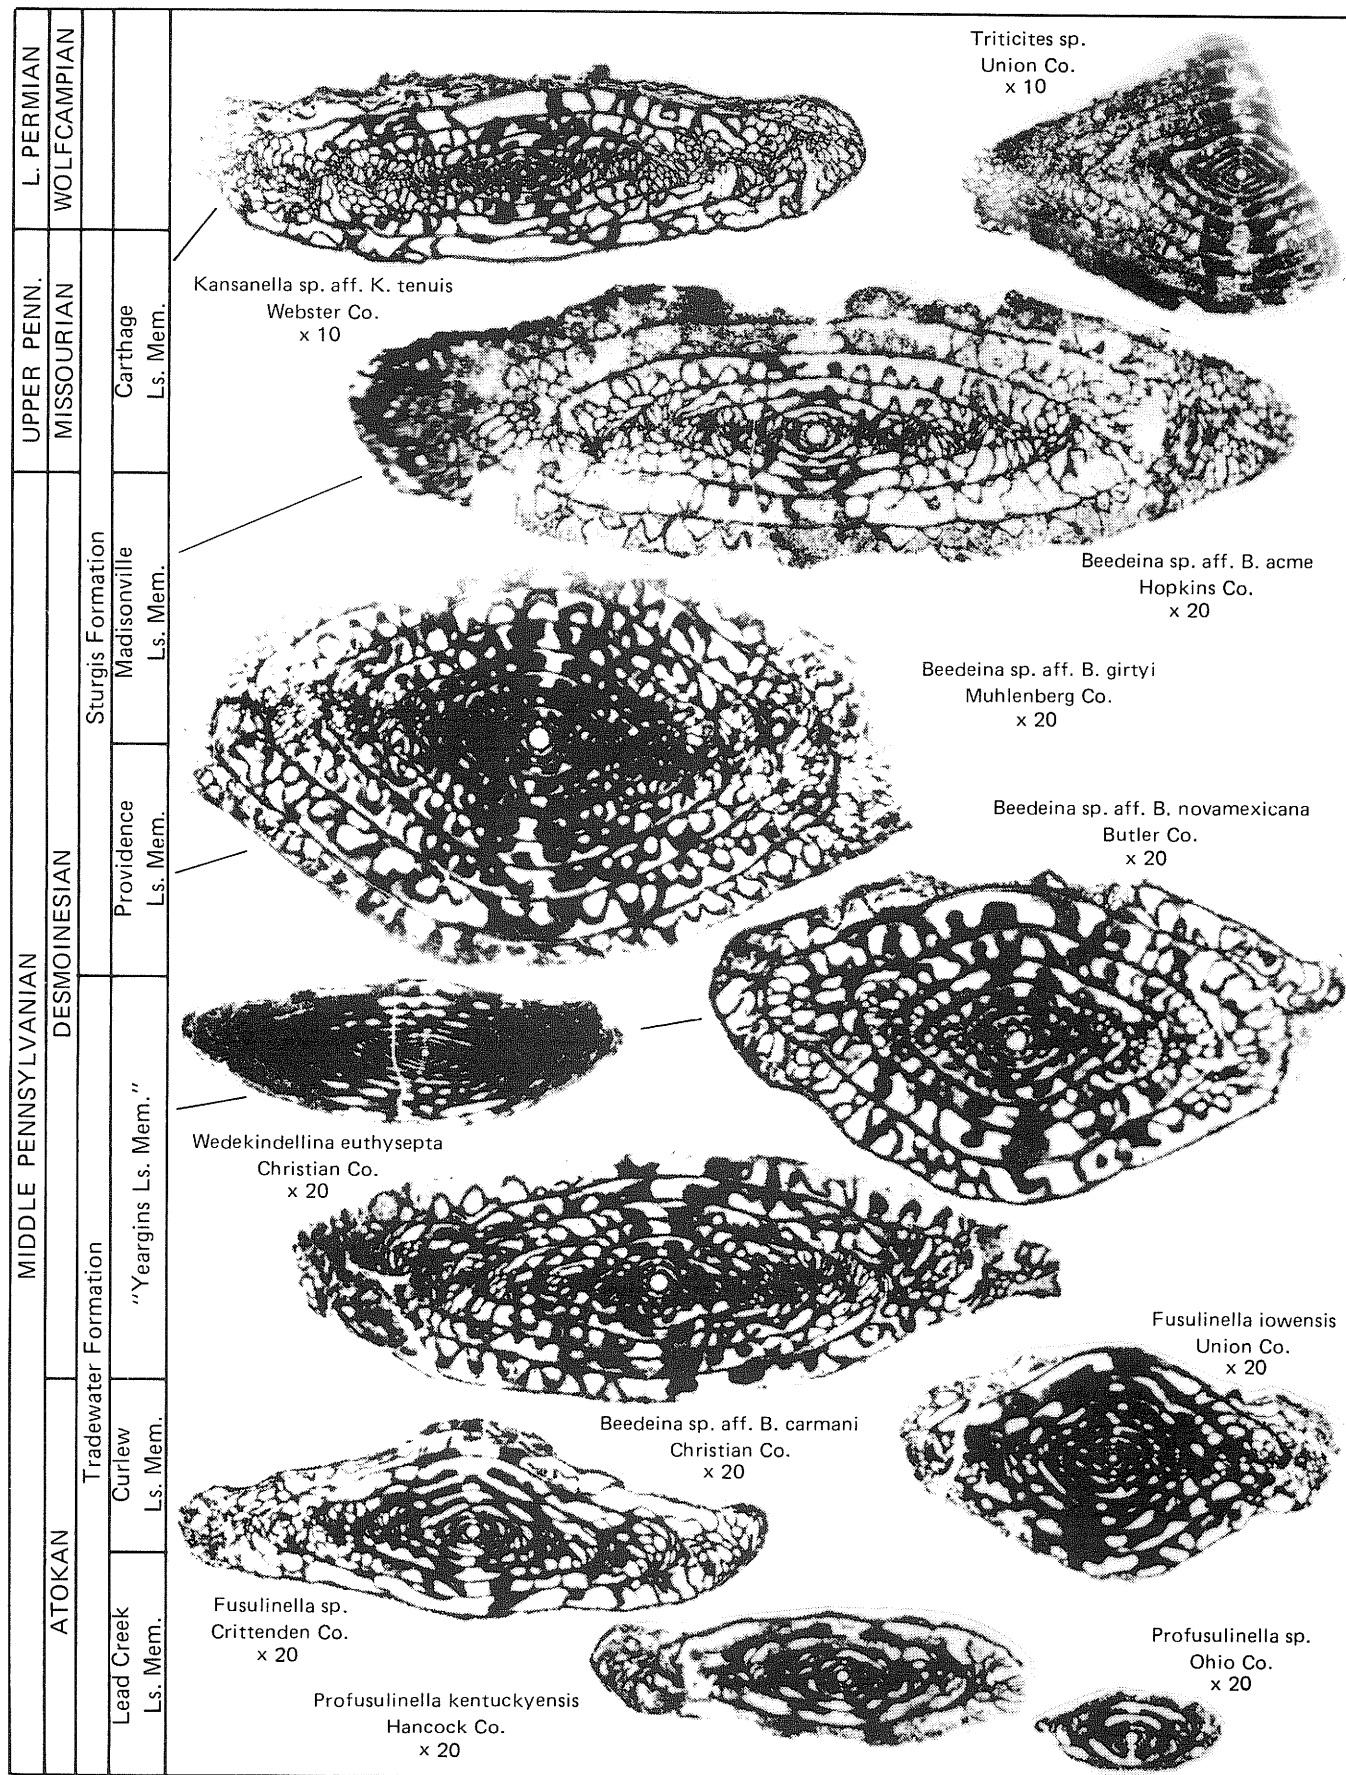 L. PERMIAN
WOLFCAMPIAN
UPPER PENN.
MISSOURIAN
Carthage
Ls. Mem.
MIDDLE PENNSYLVANIAN
DESMOINESIAN
Sturgis Formation
Madisonville
Ls. Mem.
Providence
Ls. Mem.
Tradewater Formation
"Yeargins Ls. Mem."
ATOKAN
Curlew
Ls. Mem.
Lead Creek
Ls. Mem.
Triticites sp.
Union Co.
x 10
Kansanella sp. aff. K. tenuis
Webster Co.
x 10
Beedeina sp. aff. B. acme
Hopkins Co.
x 20
Beedeina sp. aff. B. girtyi
Muhlenberg Co.
x 20
Beedeina sp. aff. B. novamexicana
Butler Co.
x 20
Wedekindellina euthysepta
Christian Co.
x 20
Fusulinella iowensis
Union Co.
x 20
Beedeina sp. aff. B. carmani
Christian Co.
x 20
Fusulinella sp.
Crittenden Co.
x 20
Profusulinella sp.
Ohio Co.
x 20
Profusulinella kentuckyensis
Hancock Co.
x 20